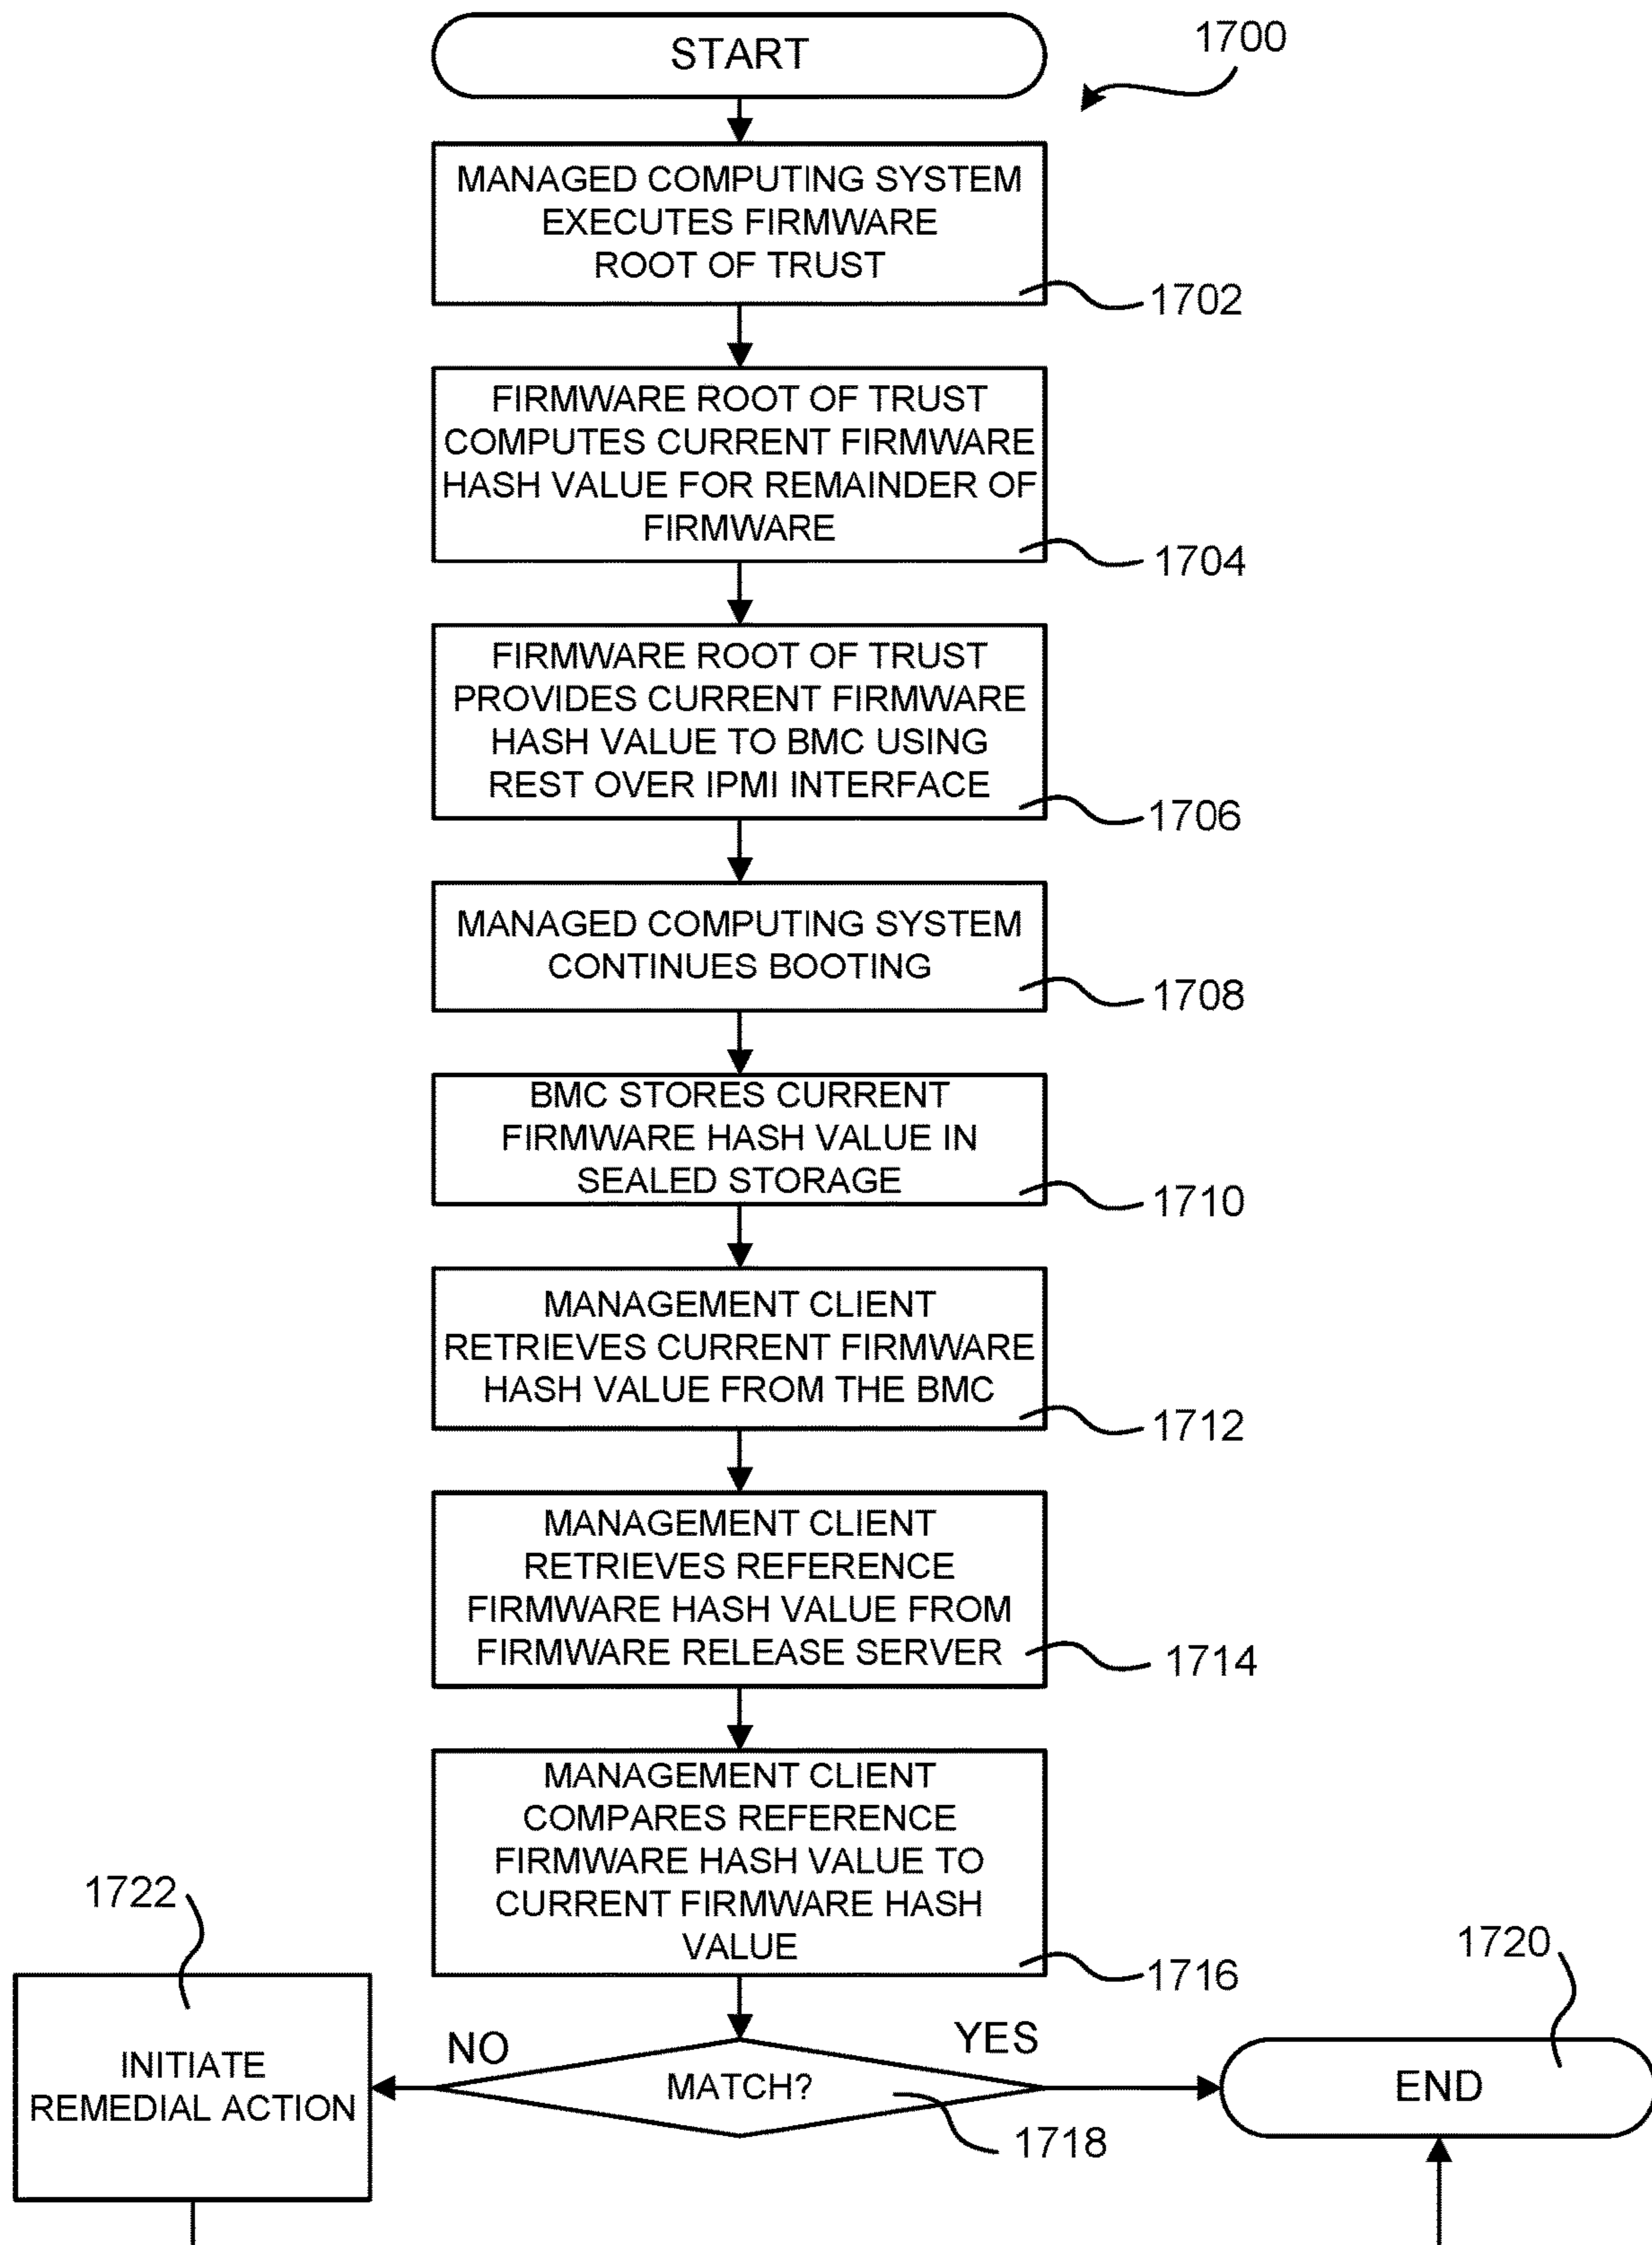 START
1700
MANAGED COMPUTING SYSTEM
EXECUTES FIRMWARE
ROOT OF TRUST
1702
FIRMWARE ROOT OF TRUST
COMPUTES CURRENT FIRMWARE
HASH VALUE FOR REMAINDER OF
FIRMWARE
1704
FIRMWARE ROOT OF TRUST
PROVIDES CURRENT FIRMWARE
HASH VALUE TO BMC USING
REST OVER IPMI INTERFACE
1706
MANAGED COMPUTING SYSTEM
CONTINUES BOOTING
1708
BMC STORES CURRENT
FIRMWARE HASH VALUE IN
SEALED STORAGE
1710
MANAGEMENT CLIENT
RETRIEVES CURRENT FIRMWARE
HASH VALUE FROM THE BMC
1712
MANAGEMENT CLIENT
RETRIEVES REFERENCE
FIRMWARE HASH VALUE FROM
FIRMWARE RELEASE SERVER
1714
MANAGEMENT CLIENT
COMPARES REFERENCE
FIRMWARE HASH VALUE TO
CURRENT FIRMWARE HASH
VALUE
1716
1722
INITIATE
REMEDIAL ACTION
NO
MATCH?
YES
1718
1720
END